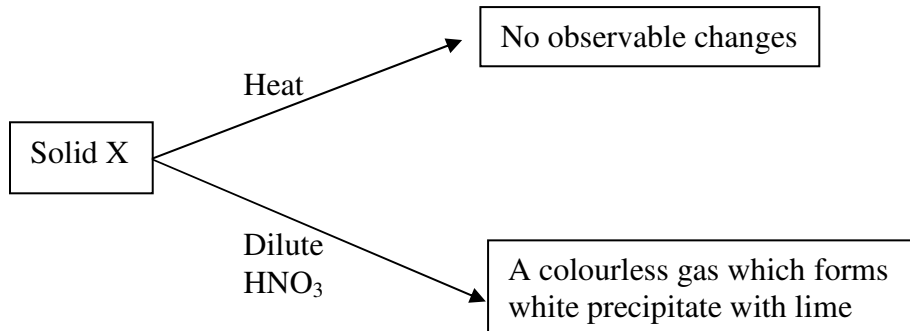 No observable changes
Heat
Solid X
Dilute
HNO₃
A colourless gas which forms
white precipitate with lime